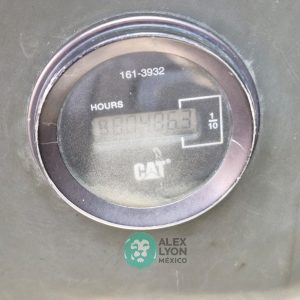 161-3932
HOURS
1
10
CAT
ALEX
LYON
MÉXICO